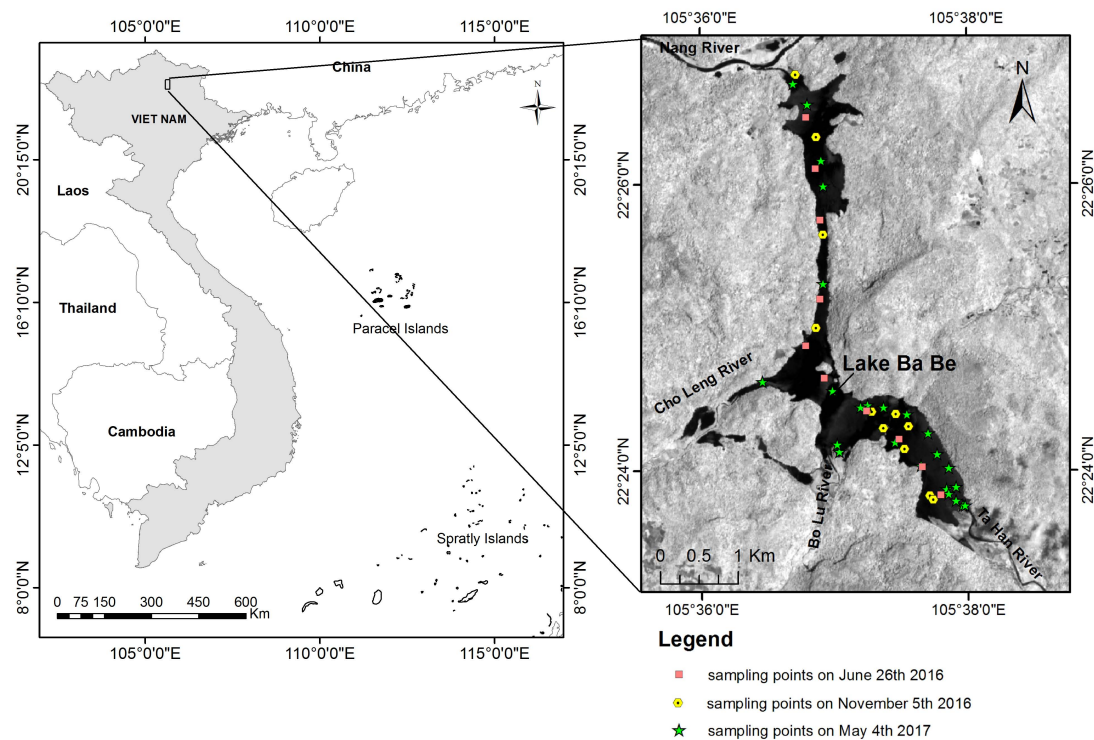 105°0'0"E 110°0'0"E 115°0'0"E
20°15'0"N
16°10'0"N
12°5'0"N
8°0'0"N
China
N
VIET NAM
Laos
Thailand
Paracel Islands
Cambodia
Spratly Islands
0 75 150 300 450 600 Km
20°15'0"N
16°10'0"N
12°5'0"N
8°0'0"N
105°0'0"E 110°0'0"E 115°0'0"E
105°36'0"E 105°38'0"E
22°26'0"N
22°24'0"N
Nang River
N
Lake Ba Be
Cho Leng River
Bo Lu River
Ta Han River
0 0.5 1 Km
22°26'0"N
22°24'0"N
105°36'0"E 105°38'0"E
Legend
sampling points on June 26th 2016
sampling points on November 5th 2016
sampling points on May 4th 2017